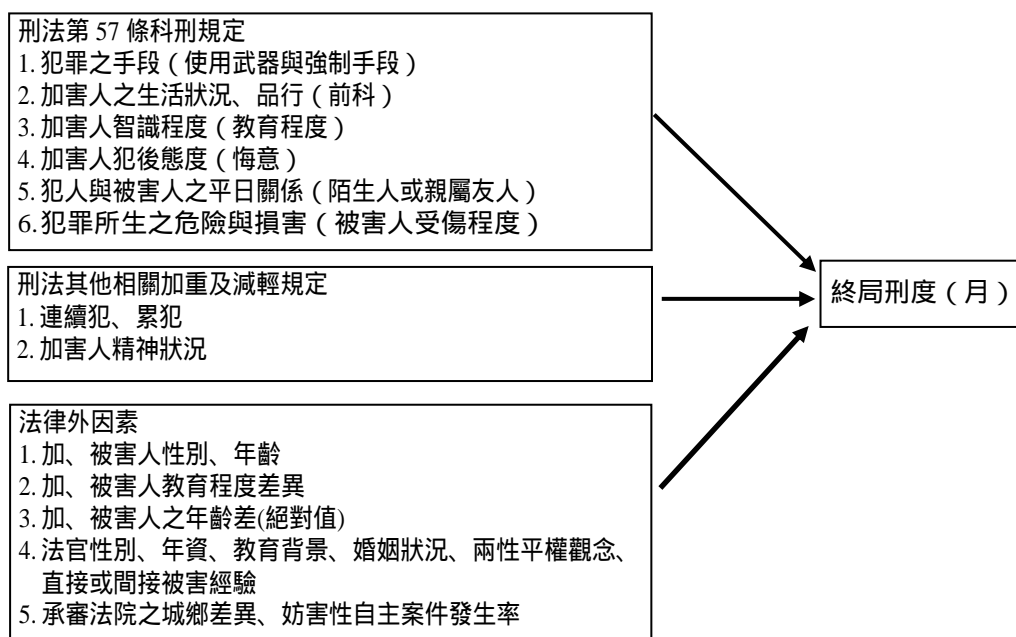 刑法第 57 條科刑規定
1. 犯罪之手段（使用武器與強制手段）
2. 加害人之生活狀況、品行（前科）
3. 加害人智識程度（教育程度）
4. 加害人犯後態度（悔意）
5. 犯人與被害人之平日關係（陌生人或親屬友人）
6. 犯罪所生之危險與損害（被害人受傷程度）
刑法其他相關加重及減輕規定
1. 連續犯、累犯
2. 加害人精神狀況
終局刑度（月）
法律外因素
1. 加、被害人性別、年齡
2. 加、被害人教育程度差異
3. 加、被害人之年齡差(絕對值)
4. 法官性別、年資、教育背景、婚姻狀況、兩性平權觀念、
直接或間接被害經驗
5. 承審法院之城鄉差異、妨害性自主案件發生率